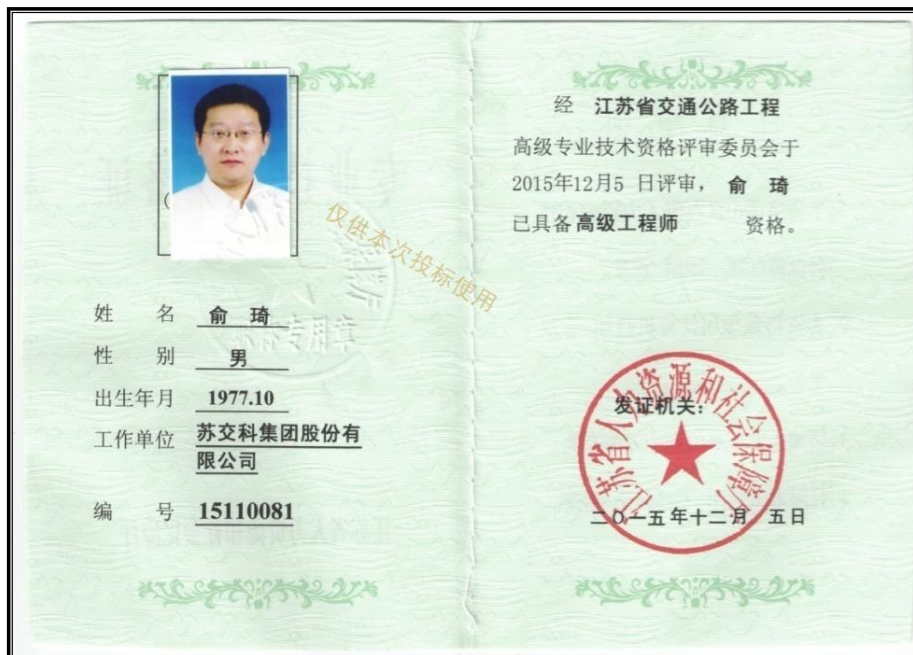 姓 名 俞 琦
性 别 男
出生年月 1977.10
工作单位 苏交科集团股份有
限公司
编 号 15110081
经 江苏省交通公路工程
高级专业技术资格评审委员会于
2015年12月5 日评审， 俞 琦
已具备 高级工程师 资格。
发证机关：
江苏省人力资源和社会保障厅
二〇一五年十二月 五日
仅供本次投标使用